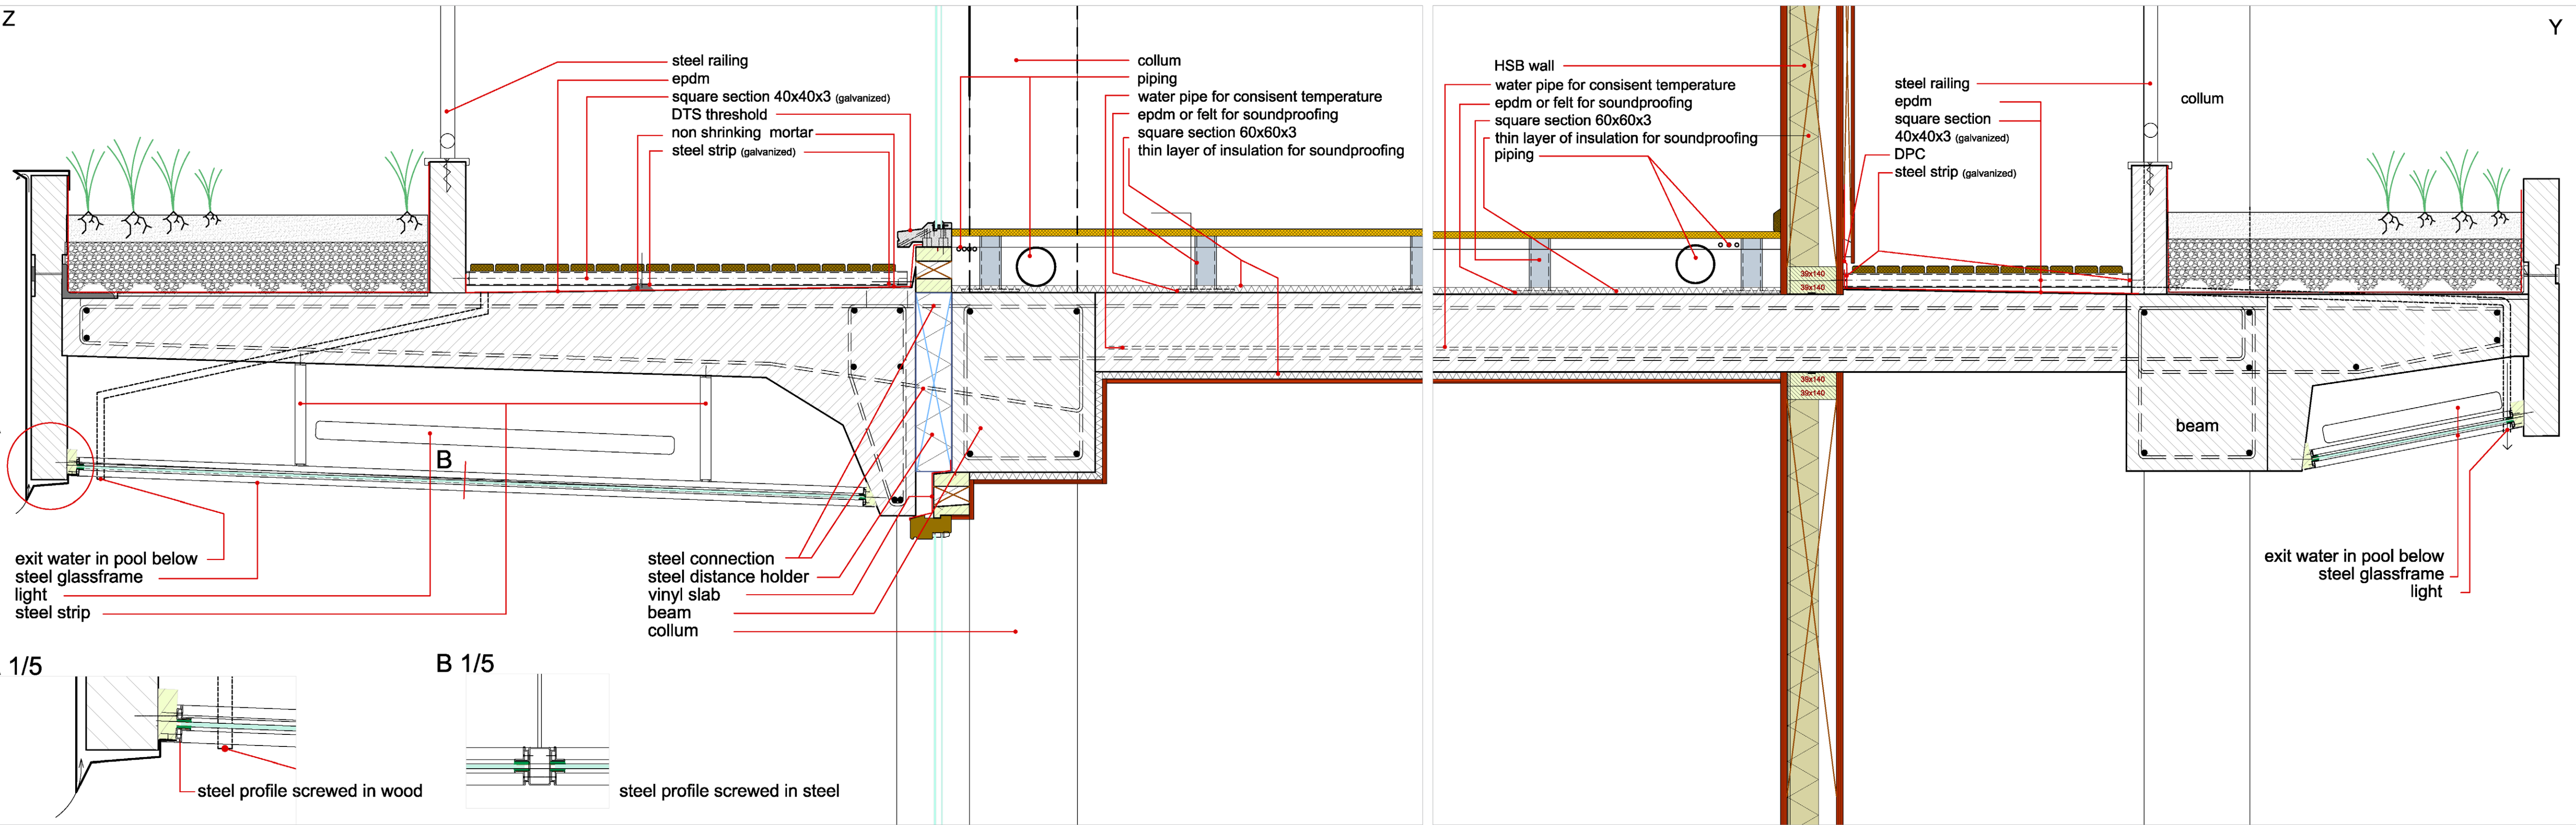 Z
Y
steel railing
epdm
square section 40x40x3 (galvanized)
DTS threshold
non shrinking mortar
steel strip (galvanized)
collum
piping
water pipe for consisent temperature
epdm or felt for soundproofing
square section 60x60x3
thin layer of insulation for soundproofing
HSB wall
water pipe for consisent temperature
epdm or felt for soundproofing
square section 60x60x3
thin layer of insulation for soundproofing
piping
steel railing
epdm
square section
40x40x3 (galvanized)
DPC
steel strip (galvanized)
collum
39x140
39x140
39x140
39x140
beam
B
exit water in pool below
steel glassframe
light
steel strip
steel connection
steel distance holder
vinyl slab
beam
collum
exit water in pool below
steel glassframe
light
1/5
B 1/5
steel profile screwed in wood
steel profile screwed in steel